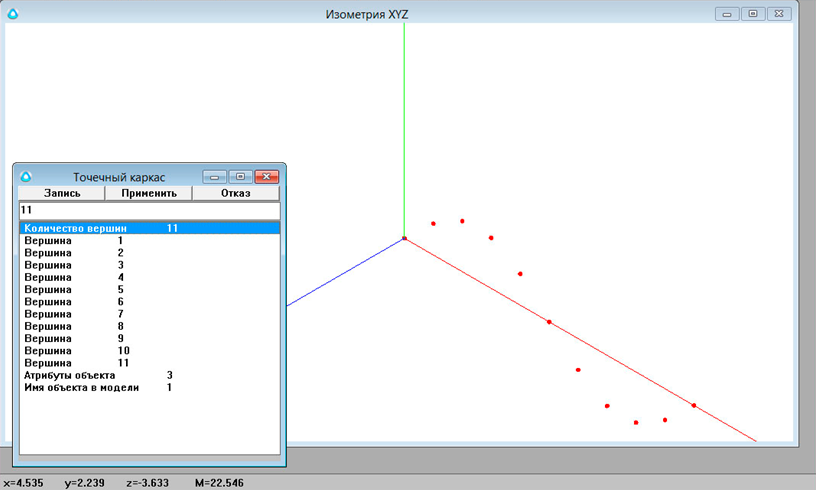 Изометрия XYZ
Точечный каркас
Запись Применить Отказ
11
Количество вершин 11
Вершина 1
Вершина 2
Вершина 3
Вершина 4
Вершина 5
Вершина 6
Вершина 7
Вершина 8
Вершина 9
Вершина 10
Вершина 11
Атрибуты объекта 3
Имя объекта в модели 1
x=4.535 y=2.239 z=-3.633 M=22.546